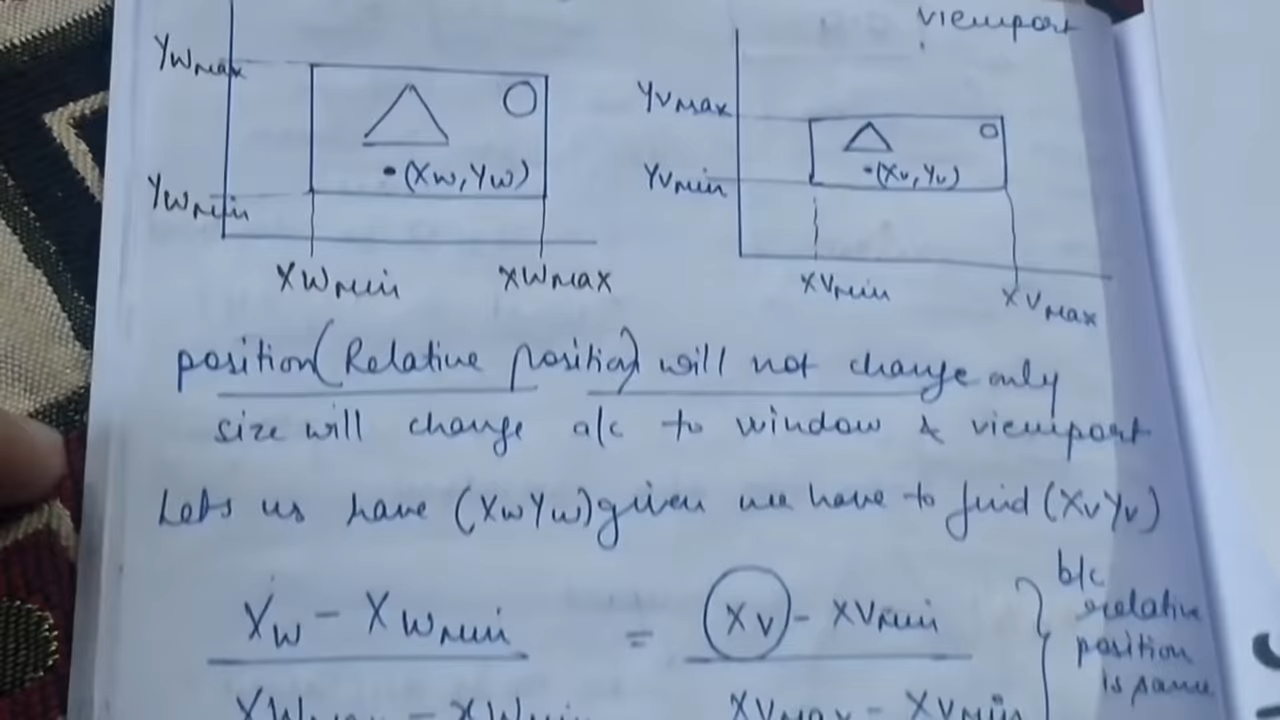 viewport
YWmax
YVmax
(Xw, Yw)
YVmin
(Xv, Yv)
YWmin
XWmin
XWmax
XVmin
XVmax
position (Relative position) will not change only
size will change a/c to window & viewport
Lets us have (XwYw) given we have to find (XvYv)
Xw - XWmin = Xv - XVmin
b/c
relative
position
is same
XWmax - XWmin
XVmax - XVmin